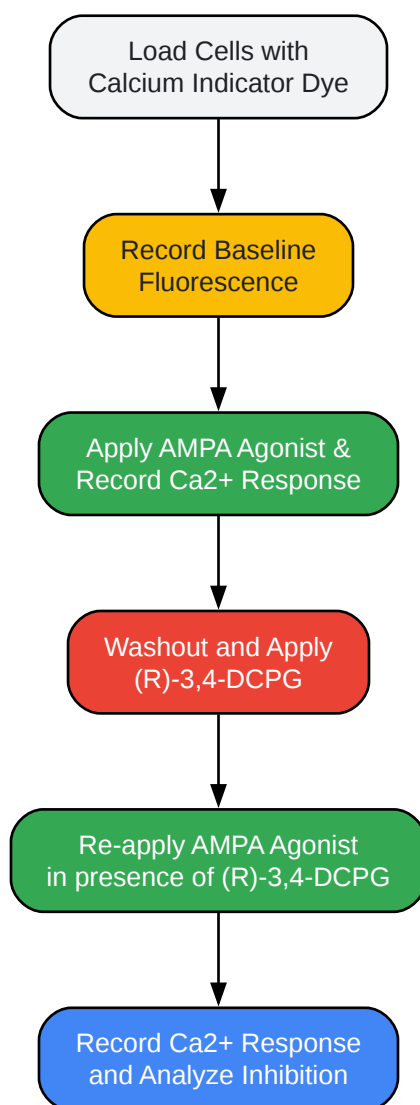 Load Cells with
Calcium Indicator Dye
Record Baseline
Fluorescence
Apply AMPA Agonist &
Record Ca2+ Response
Washout and Apply
(R)-3,4-DCPG
Re-apply AMPA Agonist
in presence of (R)-3,4-DCPG
Record Ca2+ Response
and Analyze Inhibition